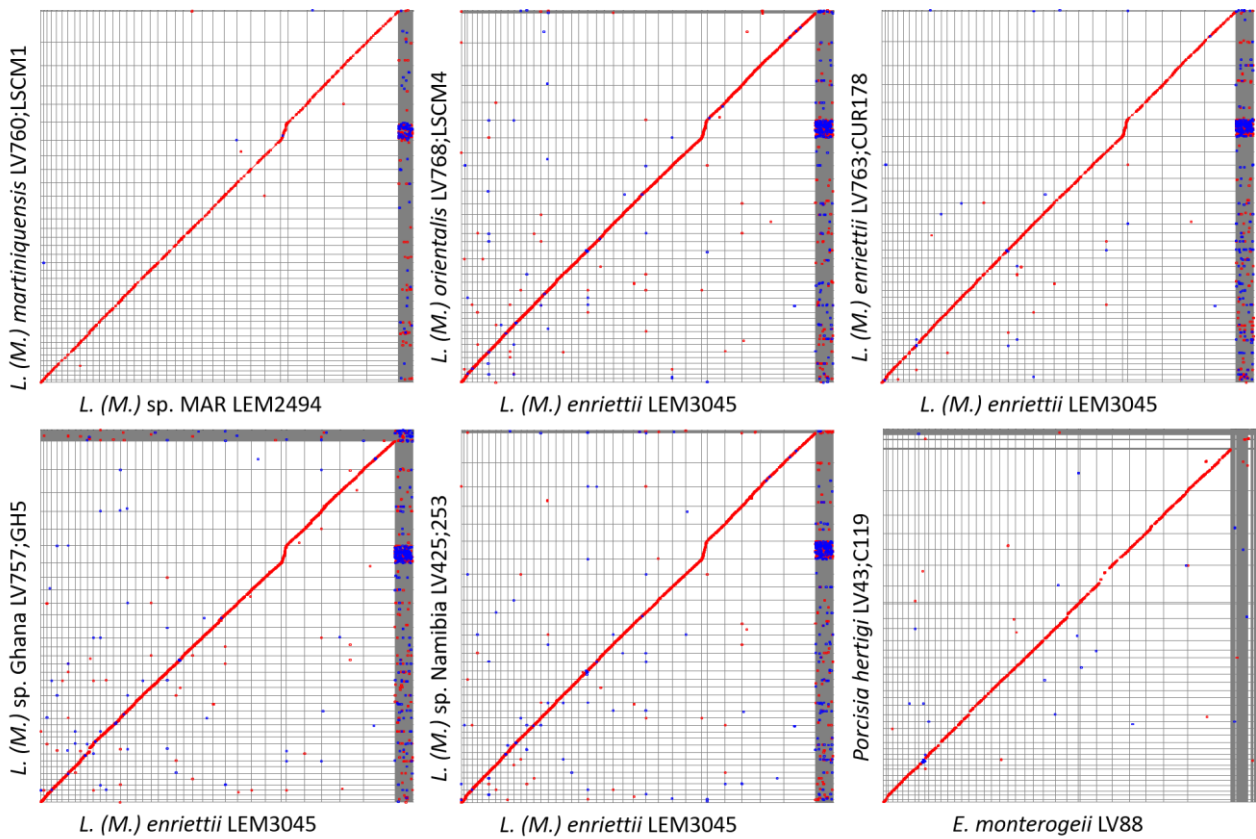 L. (M.) martiniquensis LV760;LSCM1
L. (M.) sp. MAR LEM2494
L. (M.) orientalis LV768;LSCM4
L. (M.) enriettii LEM3045
L. (M.) enriettii LV763;CUR178
L. (M.) enriettii LEM3045
L. (M.) sp. Ghana LV757;GH5
L. (M.) enriettii LEM3045
L. (M.) sp. Namibia LV425;253
L. (M.) enriettii LEM3045
Porcisia hertigi LV43;C119
E. monterogeii LV88